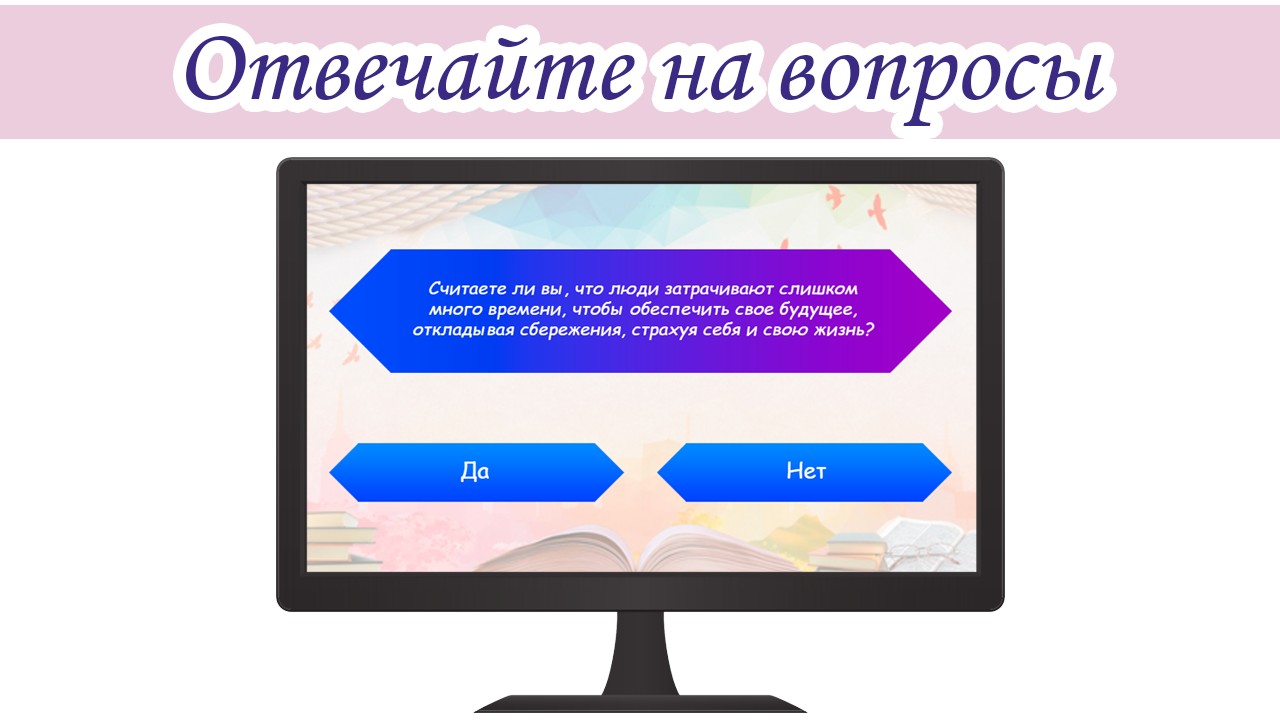 Отвечайте на вопросы
Считаете ли вы, что люди затрачивают слишком
много времени, чтобы обеспечить свое будущее,
откладывая сбережения, страхуя себя и свою жизнь?
Да
Нет